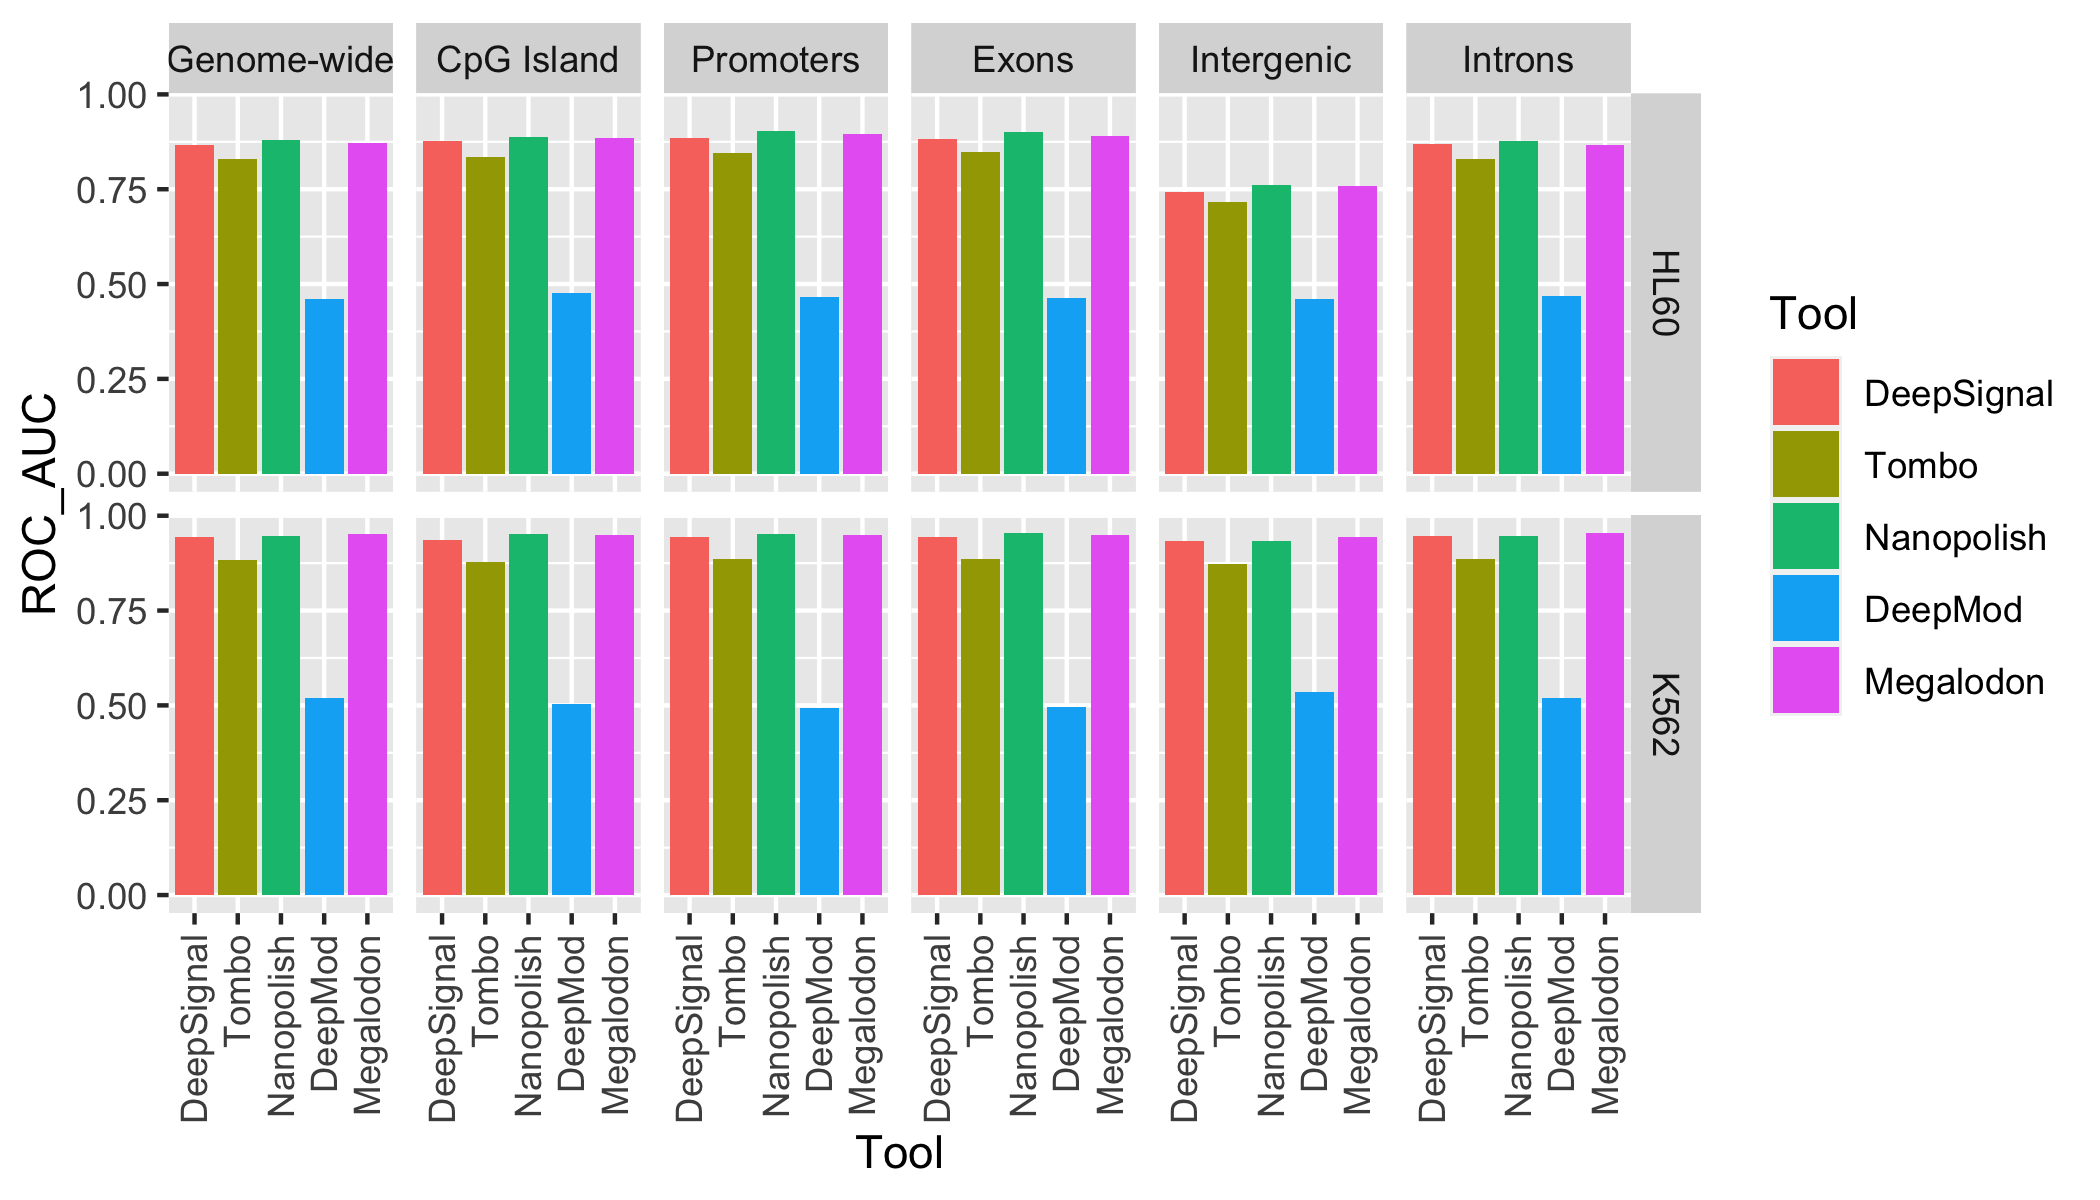 Genome-wide CpG Island Promoters Exons Intergenic Introns
1.00
0.75
0.50
0.25
0.00
HL60
1.00
0.75
0.50
0.25
0.00
K562
ROC_AUC
DeepSignal Tombo Nanopolish DeepMod Megalodon DeepSignal Tombo Nanopolish DeepMod Megalodon DeepSignal Tombo Nanopolish DeepMod Megalodon DeepSignal Tombo Nanopolish DeepMod Megalodon DeepSignal Tombo Nanopolish DeepMod Megalodon DeepSignal Tombo Nanopolish DeepMod Megalodon
Tool
Tool
DeepSignal
Tombo
Nanopolish
DeepMod
Megalodon